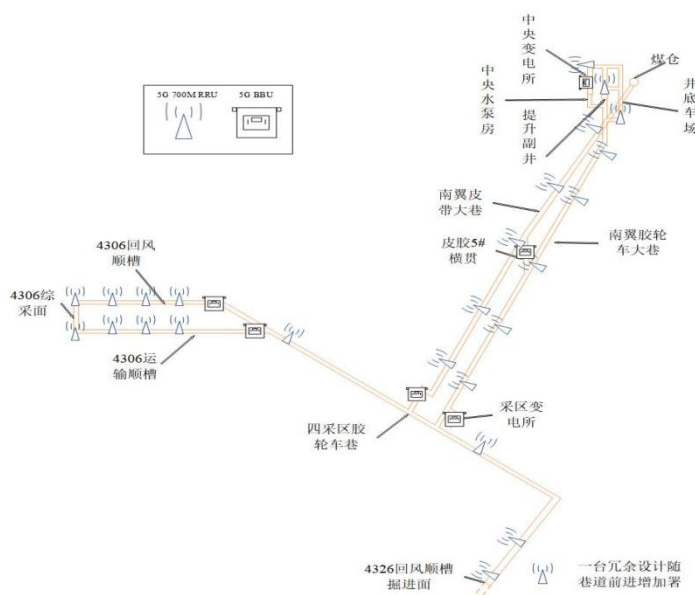 5G 700M RRU
5G BBU
中央变电所
煤仓
中央水泵房
提升副井
井底车场
南翼皮
带大巷
南翼胶轮
车大巷
皮胶5#
横贯
4306回风
顺槽
4306综
采面
4306运
输顺槽
四采区胶
轮车巷
采区变
电所
4326回风顺槽
掘进面
一台冗余设计随
巷道前进增加署